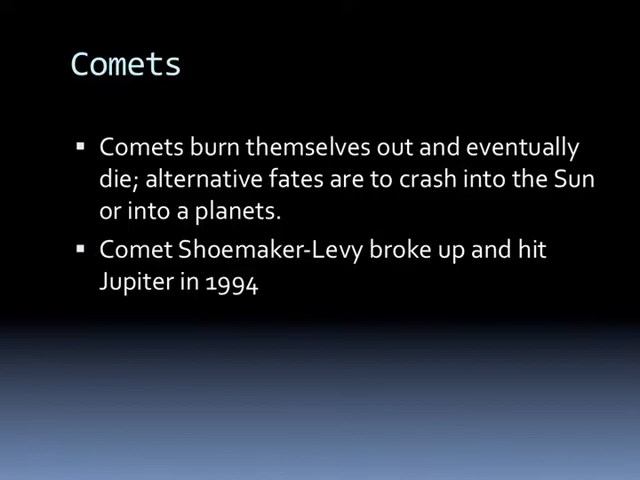 Comets
▪ Comets burn themselves out and eventually
die; alternative fates are to crash into the Sun
or into a planets.
▪ Comet Shoemaker-Levy broke up and hit
Jupiter in 1994